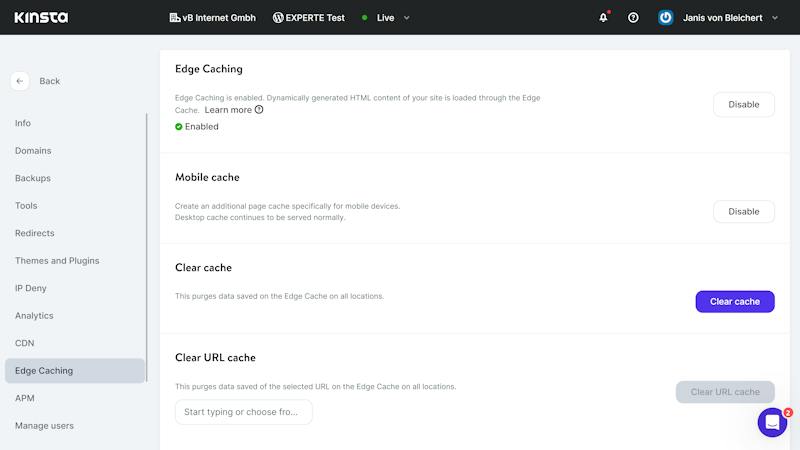 KINSTA
vB Internet Gmbh
EXPERTE Test
Live
Janis von Bleichert
Back
Info
Domains
Backups
Tools
Redirects
Themes and Plugins
IP Deny
Analytics
CDN
Edge Caching
APM
Manage users
Edge Caching
Edge Caching is enabled. Dynamically generated HTML content of your site is loaded through the Edge
Cache. Learn more
Enabled
Disable
Mobile cache
Create an additional page cache specifically for mobile devices.
Desktop cache continues to be served normally.
Disable
Clear cache
This purges data saved on the Edge Cache on all locations.
Clear cache
Clear URL cache
This purges data saved of the selected URL on the Edge Cache on all locations.
Start typing or choose fro...
Clear URL cache
2